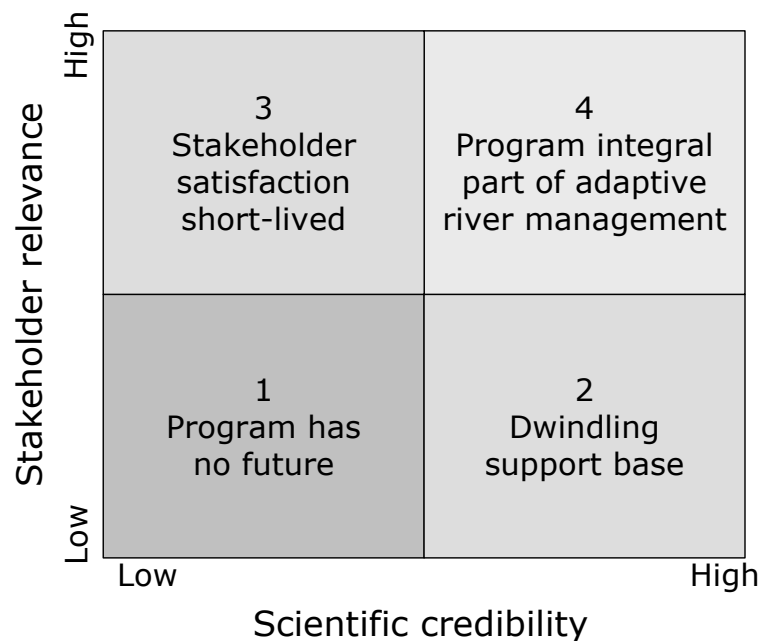 High
3
Stakeholder
satisfaction
short-lived
4
Program integral
part of adaptive
river management
Stakeholder relevance
1
Program has
no future
2
Dwindling
support base
Low
Low
High
Scientific credibility